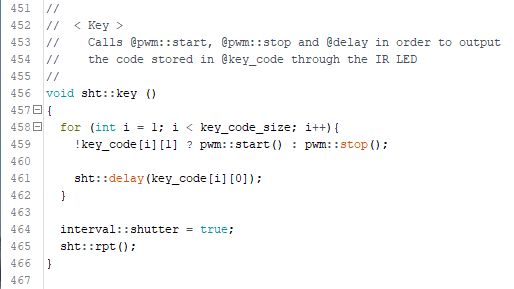 451 //
452 // < Key >
453 // Calls @pwm::start, @pwm::stop and @delay in order to output
454 // the code stored in @key_code through the IR LED
455 //
456 void sht::key ()
457 {
458 for (int i = 1; i < key_code_size; i++){
459 !key_code[i][1] ? pwm::start() : pwm::stop();
460
461 sht::delay(key_code[i][0]);
462 }
463
464 interval::shutter = true;
465 sht::rpt();
466 }
467